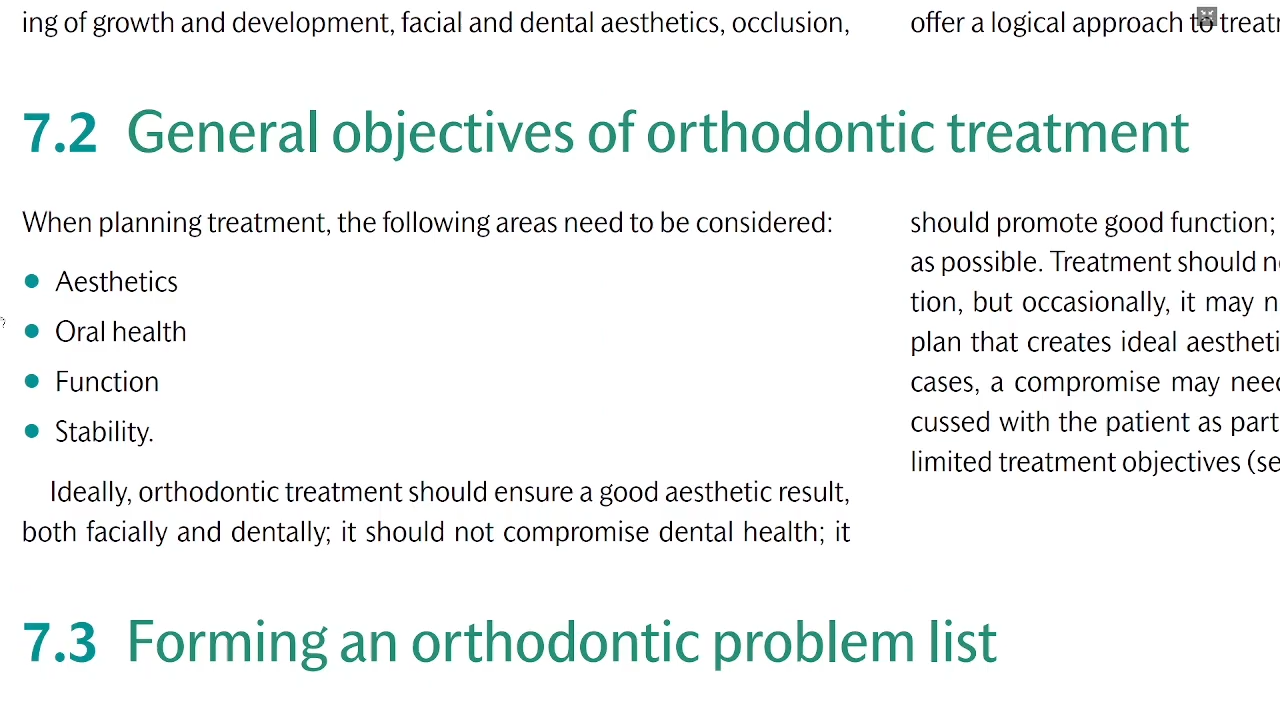 ing of growth and development, facial and dental aesthetics, occlusion,
offer a logical approach to
7.2 General objectives of orthodontic treatment
When planning treatment, the following areas need to be considered:
Aesthetics
Oral health
Function
Stability.
Ideally, orthodontic treatment should ensure a good aesthetic result,
both facially and dentally; it should not compromise dental health; it
should promote good function;
as possible. Treatment should
tion, but occasionally, it may
plan that creates ideal
cases, a compromise may
cussed with the patient as part
limited treatment objectives
7.3 Forming an orthodontic problem list